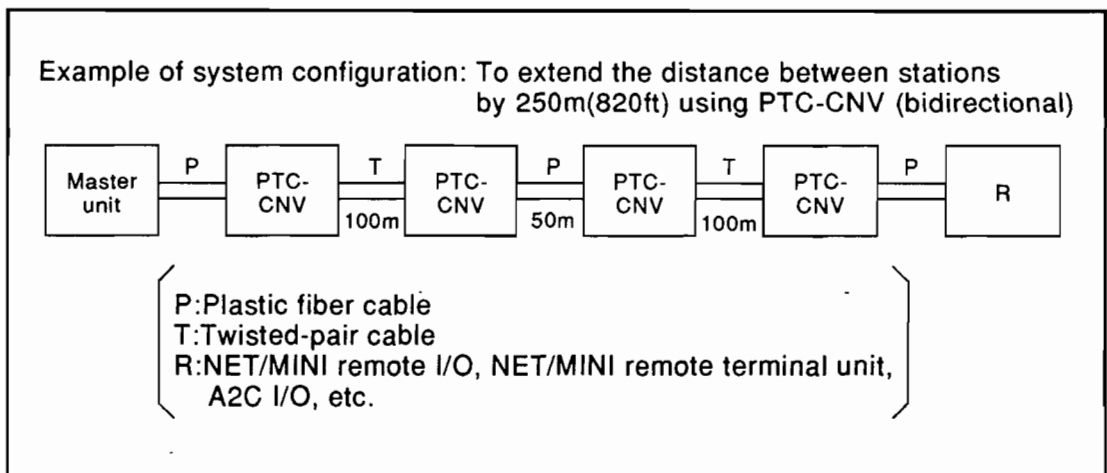 Example of system configuration: To extend the distance between stations
by 250m(820ft) using PTC-CNV (bidirectional)
Master
unit
P
PTC-
CNV
T
100m
PTC-
CNV
P
50m
PTC-
CNV
T
100m
PTC-
CNV
P
R
P:Plastic fiber cable
T:Twisted-pair cable
R:NET/MINI remote I/O, NET/MINI remote terminal unit,
A2C I/O, etc.